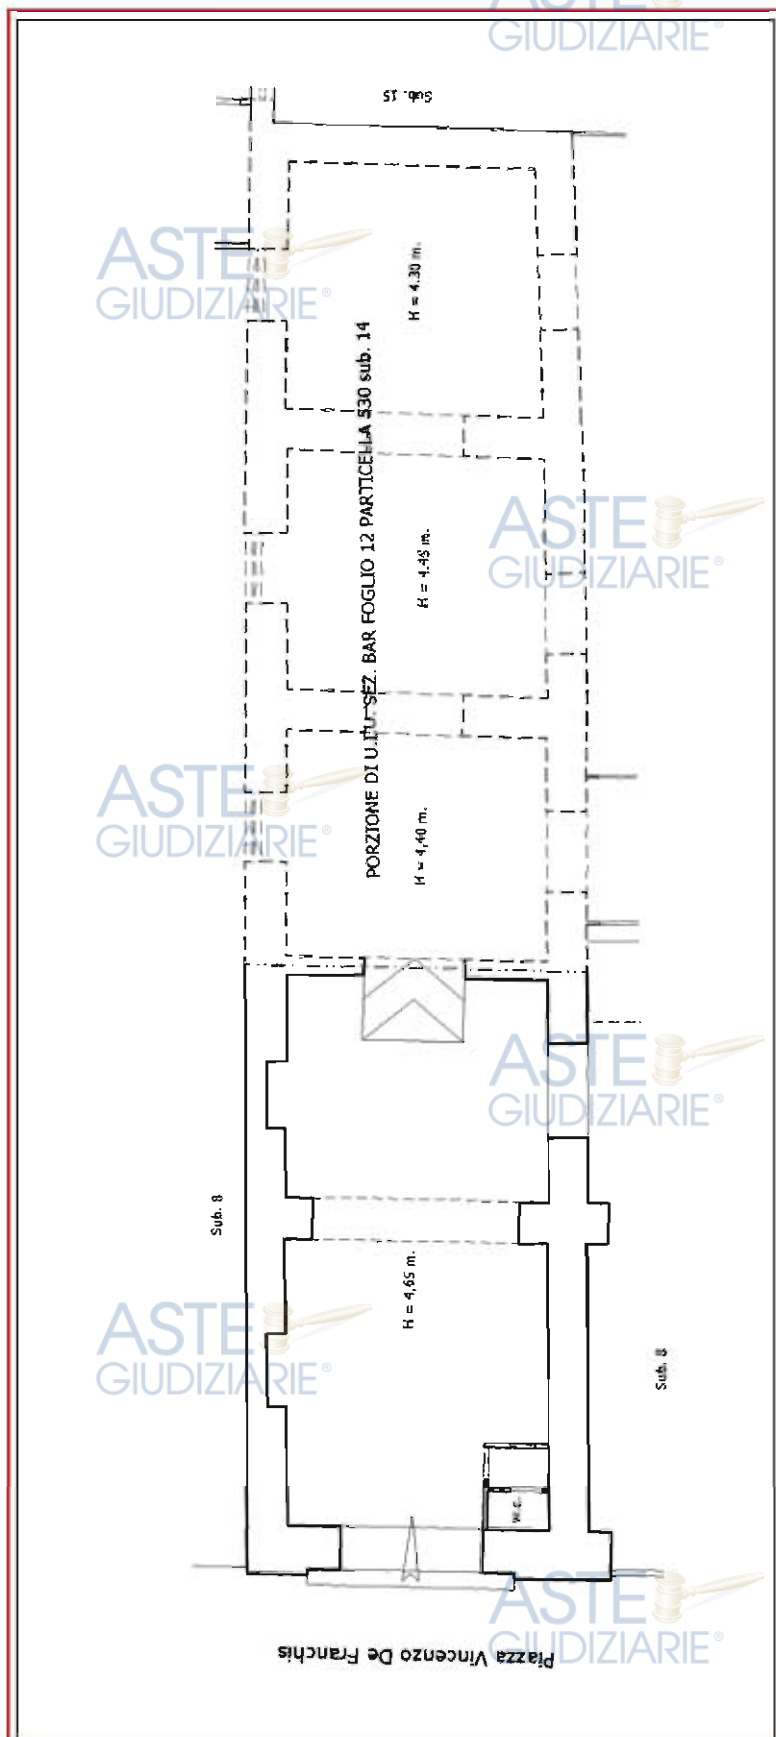 ASTE
GIUDIZIARIE®
Sub. 15
ASTE
GIUDIZIARIE®
H = 4.30 m.
PORZIONE DI U.I.U. SEZ. BAR FOGLIO 12 PARTICELLA 530 sub. 14
ASTE
GIUDIZIARIE®
H = 4.46 m.
ASTE
GIUDIZIARIE®
H = 4,40 m.
ASTE
GIUDIZIARIE®
Sub. 8
H = 4,65 m.
ASTE
GIUDIZIARIE®
Sub. 8
W.C.
ASTE
GIUDIZIARIE®
Piazza Vincenzo De Franchis